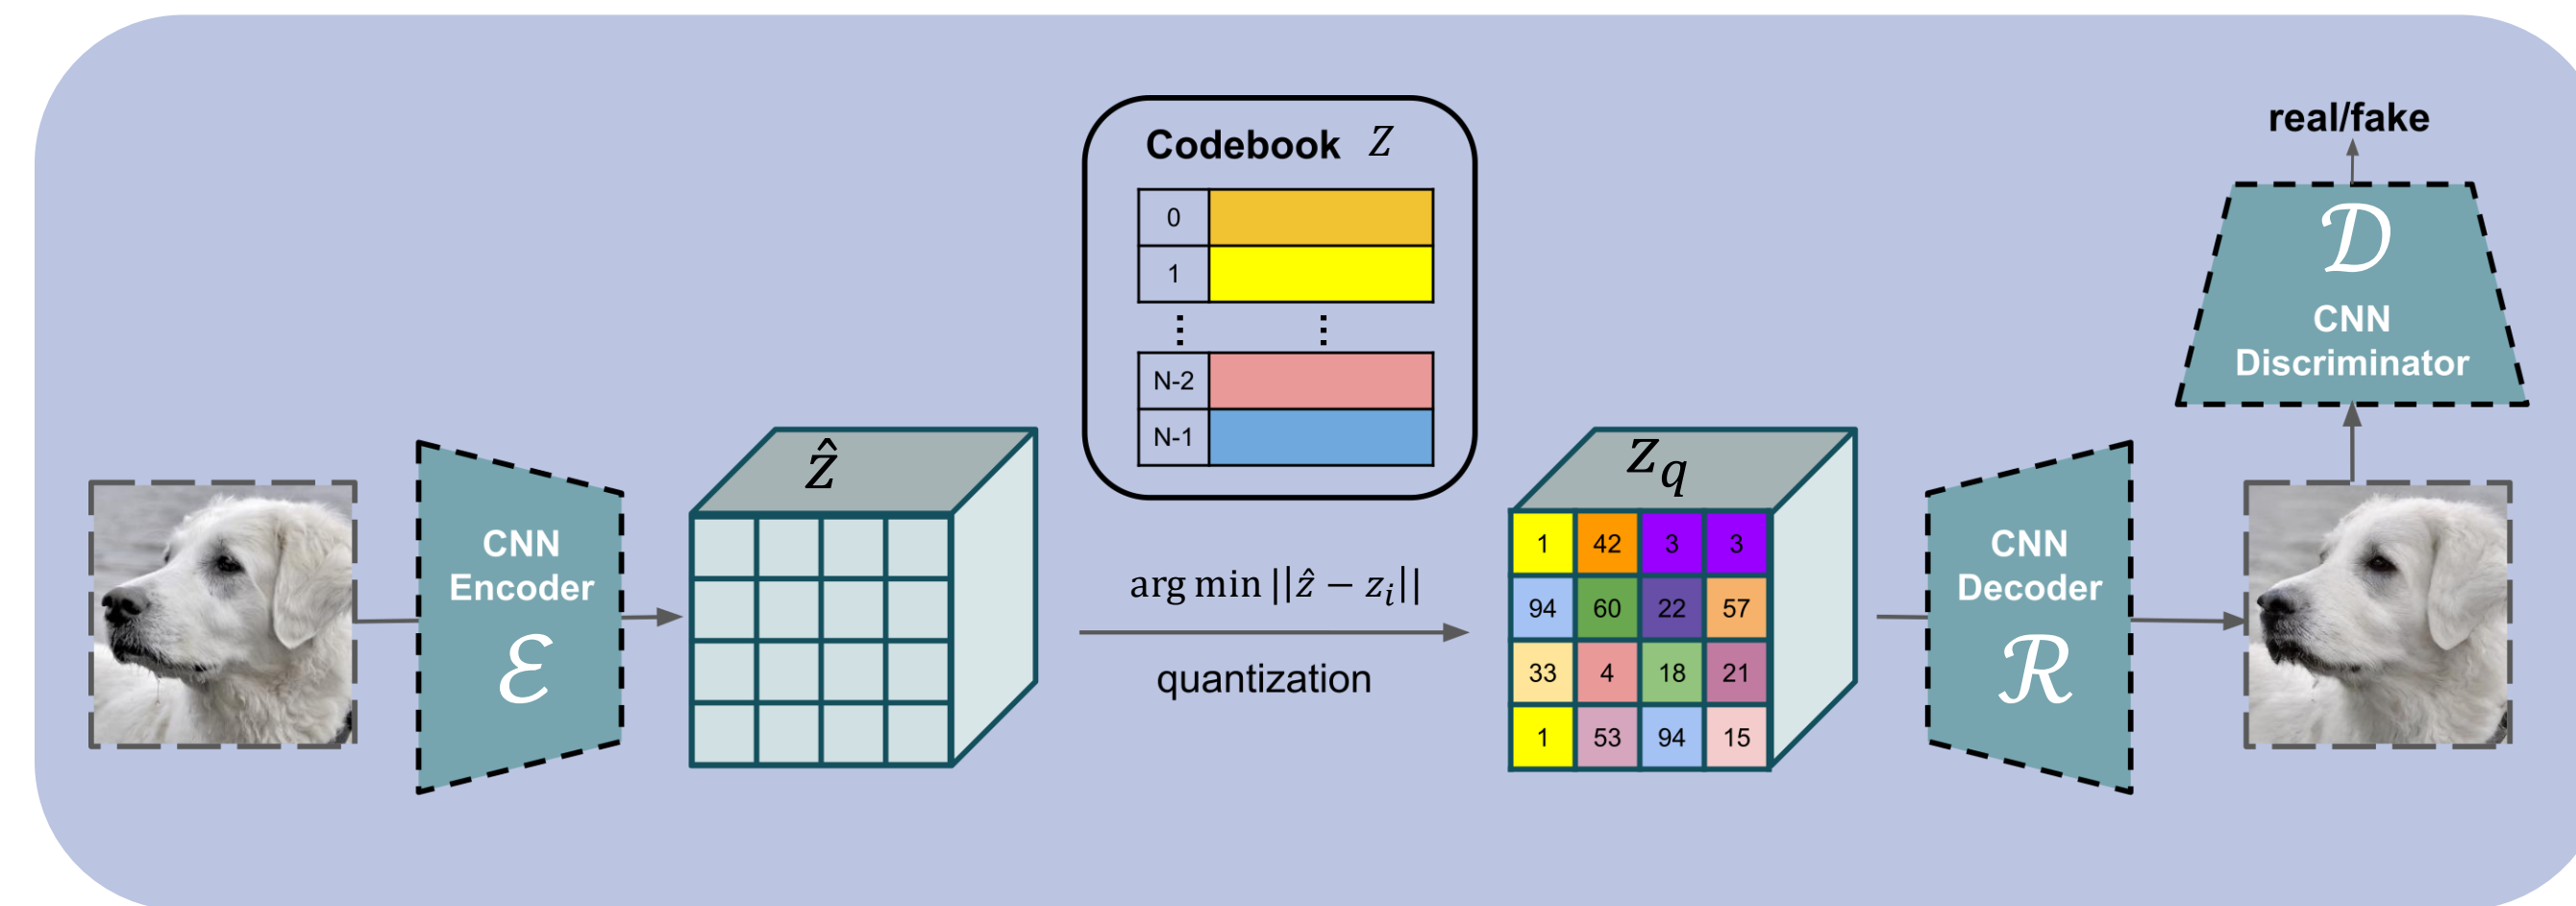 real/fake
Codebook Z
0
1
⋮ ⋮
N-2
N-1
𝒟
CNN
Discriminator
CNN
Encoder
ℰ
ẑ
arg min ||ẑ − zᵢ||
quantization
z_q
1 42 3 3
94 60 22 57
33 4 18 21
1 53 94 15
CNN
Decoder
ℛ